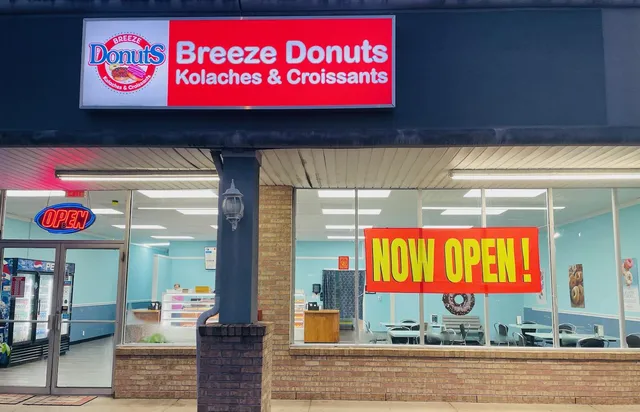 BREEZE
DonutS
Kolaches & Croissants
Breeze Donuts
Kolaches & Croissants
OPEN
NOW OPEN!